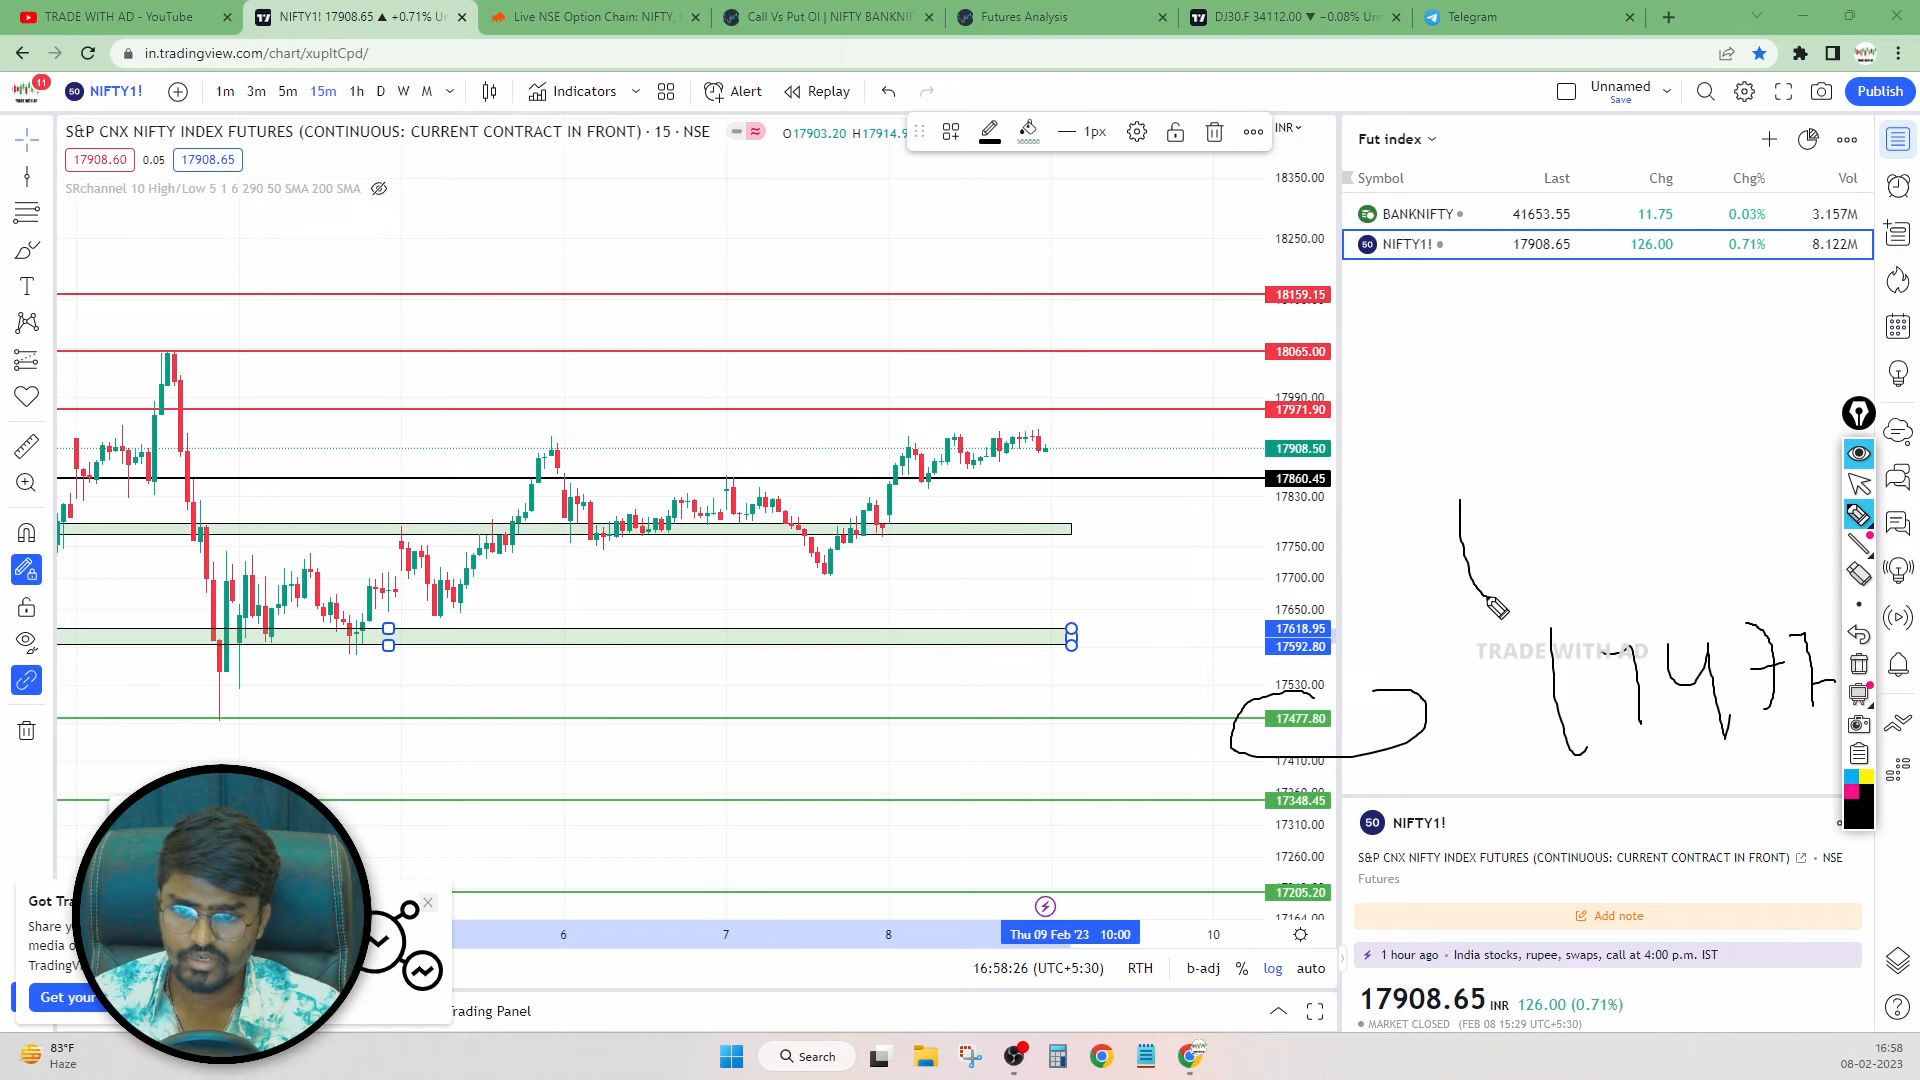 TRADE WITH AD - YouTube
NIFTY1! 17908.65 ▲ +0.71% Un
Live NSE Option Chain: NIFTY,
Call Vs Put OI | NIFTY BANKNIF
Futures Analysis
DJ30.F 34112.00 ▼ −0.08% Un
Telegram
in.tradingview.com/chart/xupltCpd/
11
50 NIFTY1!
1m 3m 5m 15m 1h D W M
Indicators
Alert
Replay
Unnamed
Save
Publish
S&P CNX NIFTY INDEX FUTURES (CONTINUOUS: CURRENT CONTRACT IN FRONT) · 15 · NSE
O17903.20 H17914.9
1px
INR
17908.60 0.05 17908.65
SRchannel 10 High/Low 5 1 6 290 50 SMA 200 SMA
18350.00
18250.00
18159.15
18065.00
17990.00
17971.90
17908.50
17860.45
17830.00
17750.00
17700.00
17650.00
17618.95
17592.80
17530.00
17477.80
17410.00
17348.45
17310.00
17260.00
17205.20
17164.00
Fut index
Symbol Last Chg Chg% Vol
BANKNIFTY 41653.55 11.75 0.03% 3.157M
50 NIFTY1! 17908.65 126.00 0.71% 8.122M
TRADE WITH AD
50 NIFTY1!
S&P CNX NIFTY INDEX FUTURES (CONTINUOUS: CURRENT CONTRACT IN FRONT) • NSE
Futures
Add note
1 hour ago • India stocks, rupee, swaps, call at 4:00 p.m. IST
17908.65 INR 126.00 (0.71%)
MARKET CLOSED (FEB 08 15:29 UTC+5:30)
Got Tra
Share y
media o
TradingVi
Get your
6 7 8 Thu 09 Feb '23 10:00 10
16:58:26 (UTC+5:30) RTH b-adj % log auto
rading Panel
83°F
Haze
Search
16:58
08-02-2023